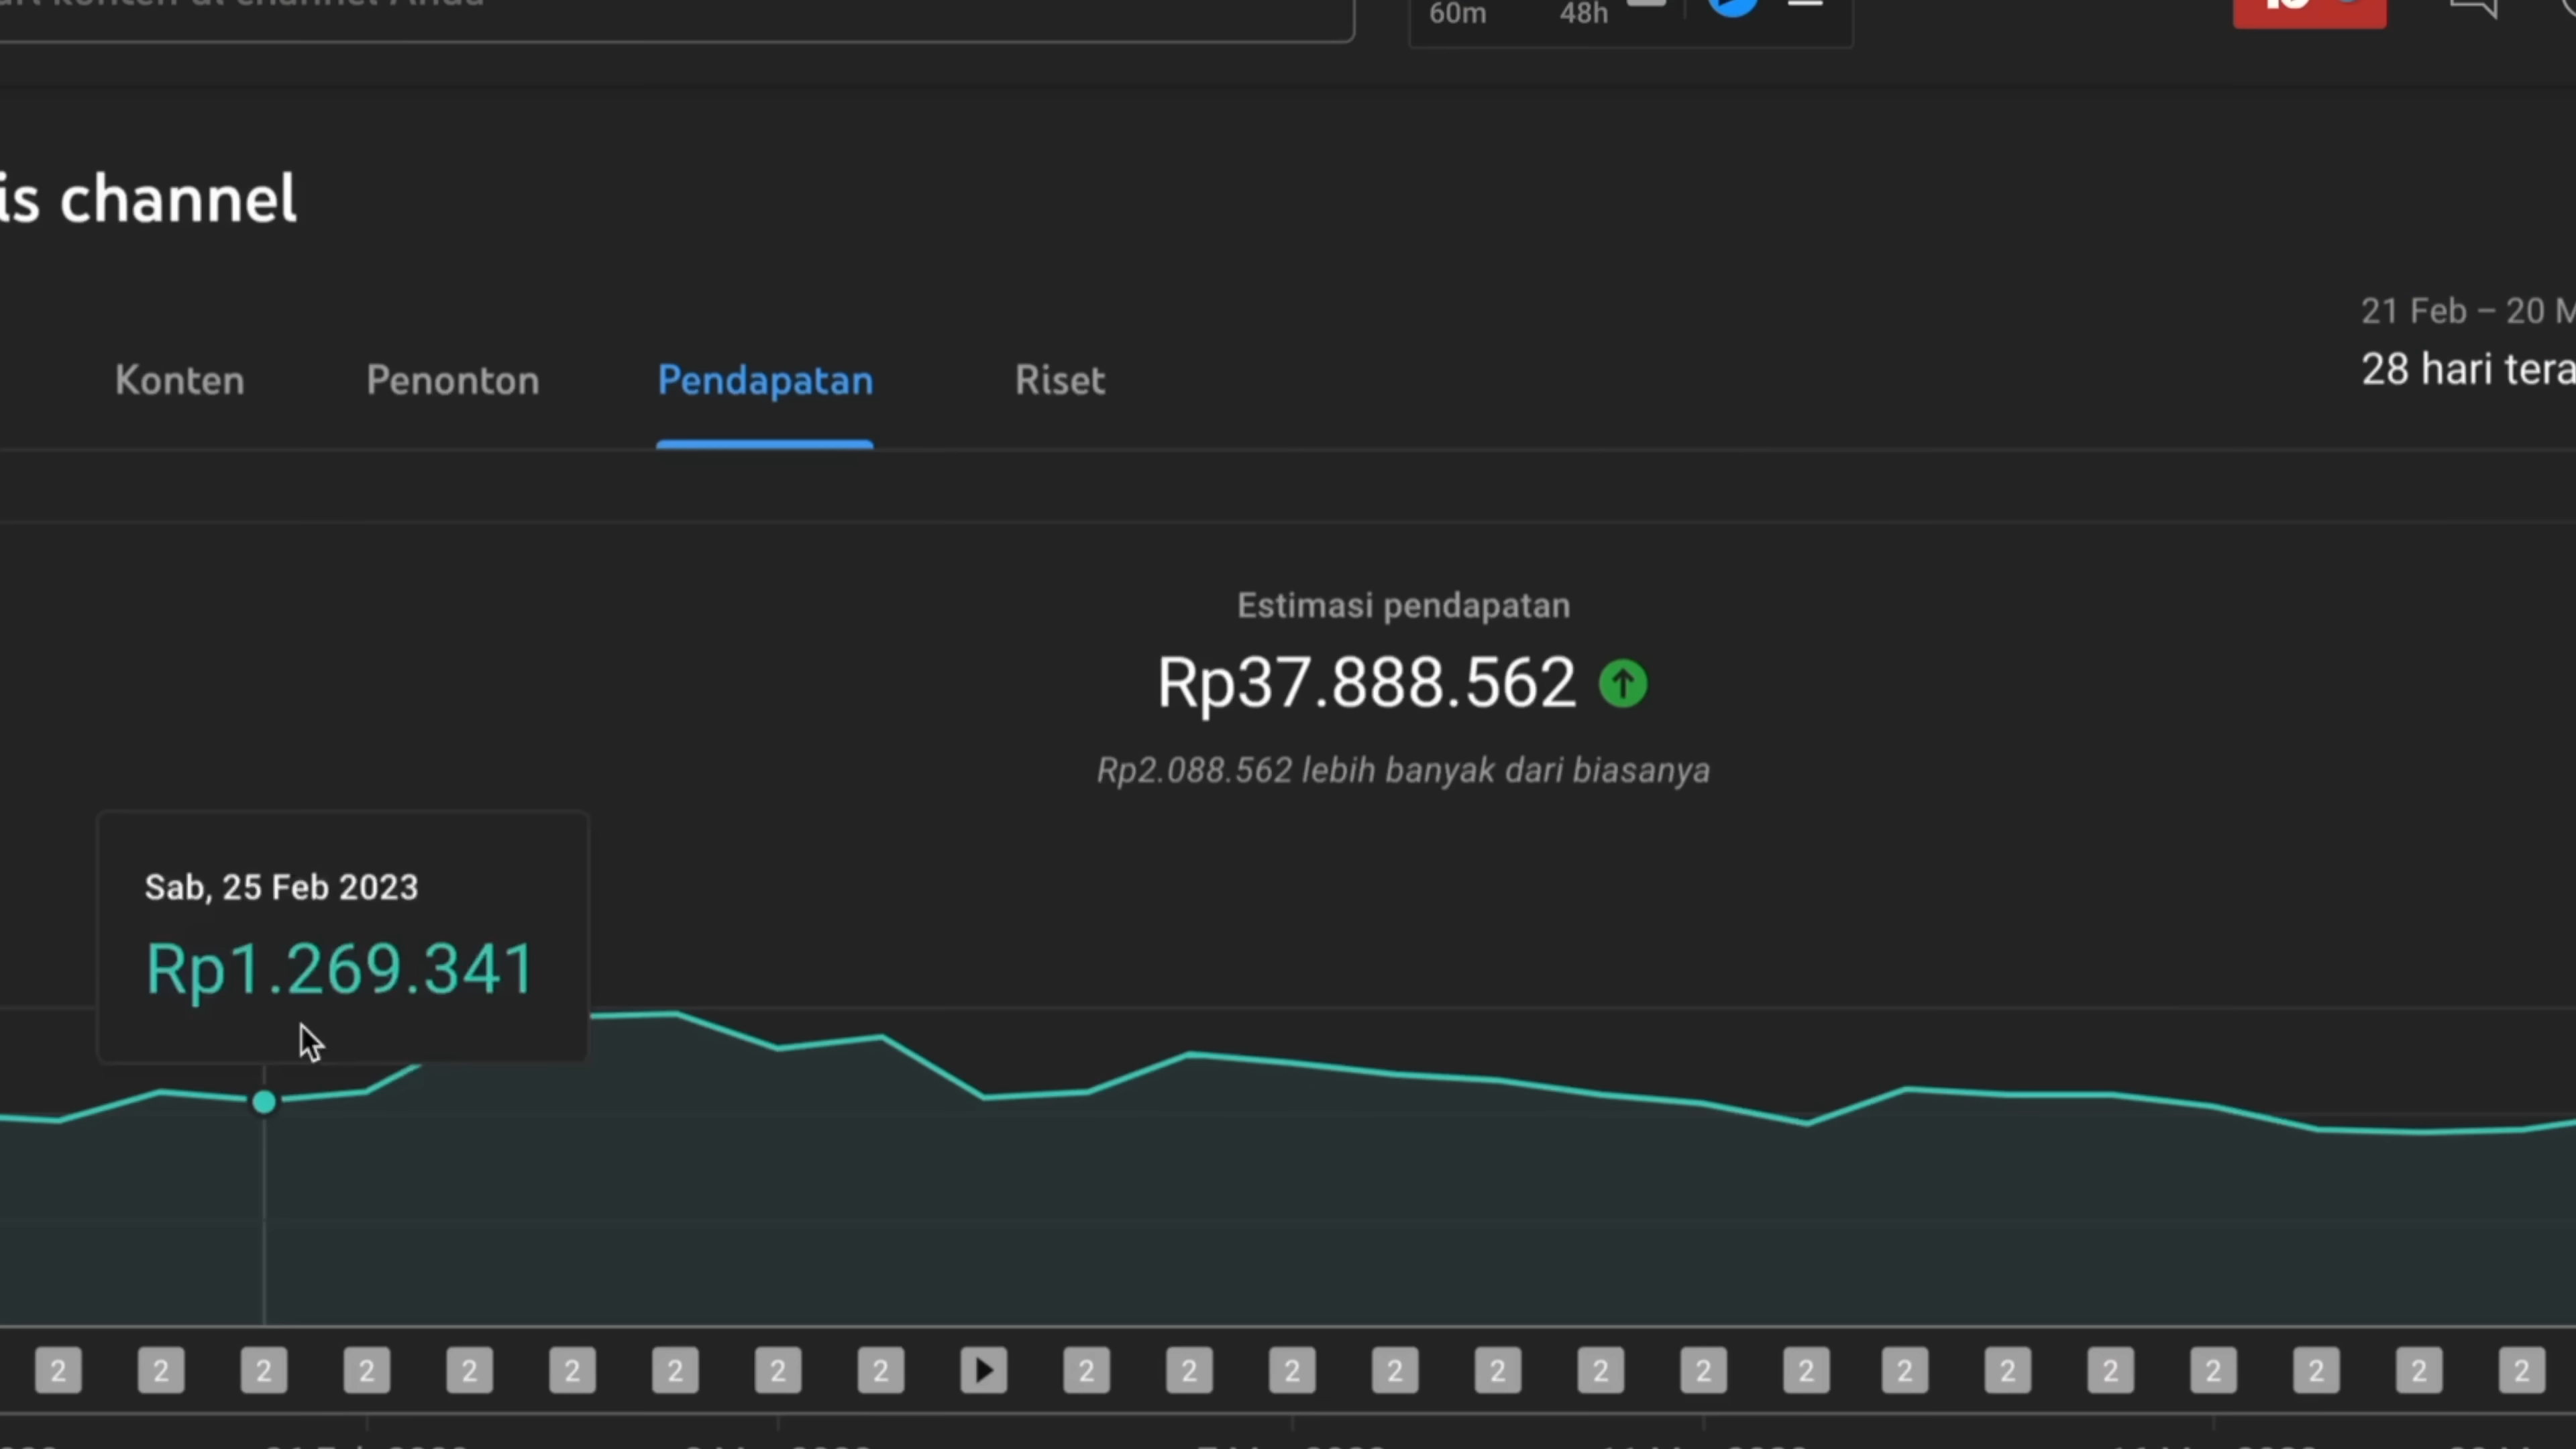 60m 48h
is channel
Konten Penonton Pendapatan Riset
21 Feb – 20
28 hari
Estimasi pendapatan
Rp37.888.562
Rp2.088.562 lebih banyak dari biasanya
Sab, 25 Feb 2023
Rp1.269.341
2 2 2 2 2 2 2 2 2 2 2 2 2 2 2 2 2 2 2 2 2 2 2 2